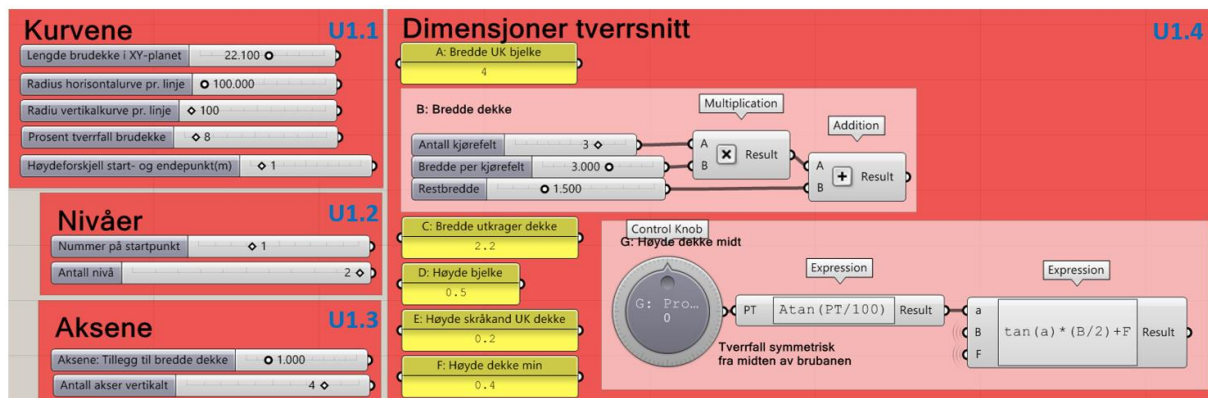 Kurvene U1.1
Lengde brudekke i XY-planet 22.100
Radius horisontalurve pr. linje 100.000
Radiu vertikalkurve pr. linje 100
Prosent tverrfall brudekke 8
Høydeforskjell start- og endepunkt(m) 1
Nivåer U1.2
Nummer på startpunkt 1
Antall nivå 2
Aksene U1.3
Aksene: Tillegg til bredde dekke 1.000
Antall akser vertikalt 4
Dimensjoner tverrsnitt U1.4
A: Bredde UK bjelke
4
B: Bredde dekke
Antall kjørefelt 3
Bredde per kjørefelt 3.000
Restbredde 1.500
Multiplication
A
B
Result
Addition
A
B
Result
C: Bredde utkrager dekke
2.2
D: Høyde bjelke
0.5
E: Høyde skråkand UK dekke
0.2
F: Høyde dekke min
0.4
Control Knob
G: Høyde dekke midt
G: Pro...
0
Tverrfall symmetrisk
fra midten av brubanen
Expression
PT Atan(PT/100) Result
Expression
a
B tan(a)*(B/2)+F Result
F